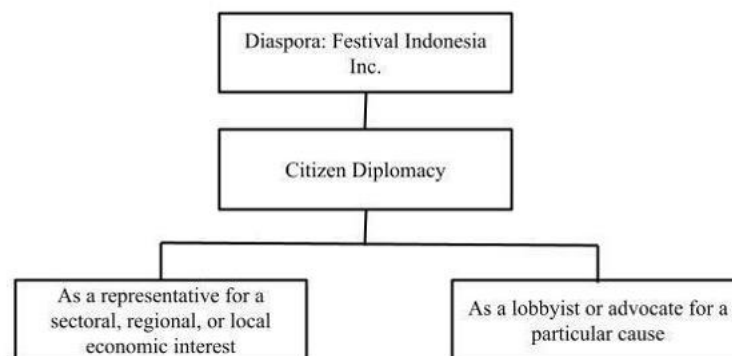 Diaspora: Festival Indonesia
Inc.
Citizen Diplomacy
As a representative for a
sectoral, regional, or local
economic interest
As a lobbyist or advocate for a
particular cause